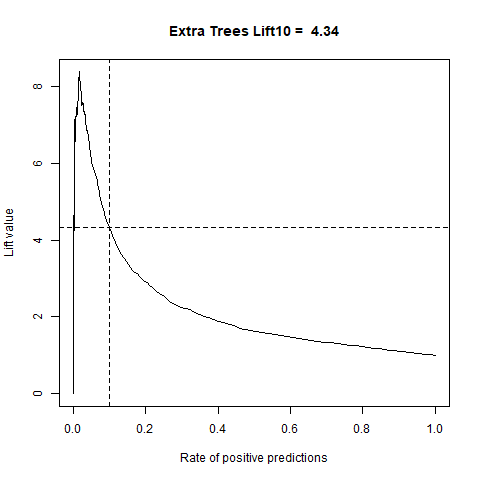 Extra Trees Lift10 =  4.34
Lift value
8
6
4
2
0
0.0 0.2 0.4 0.6 0.8 1.0
Rate of positive predictions